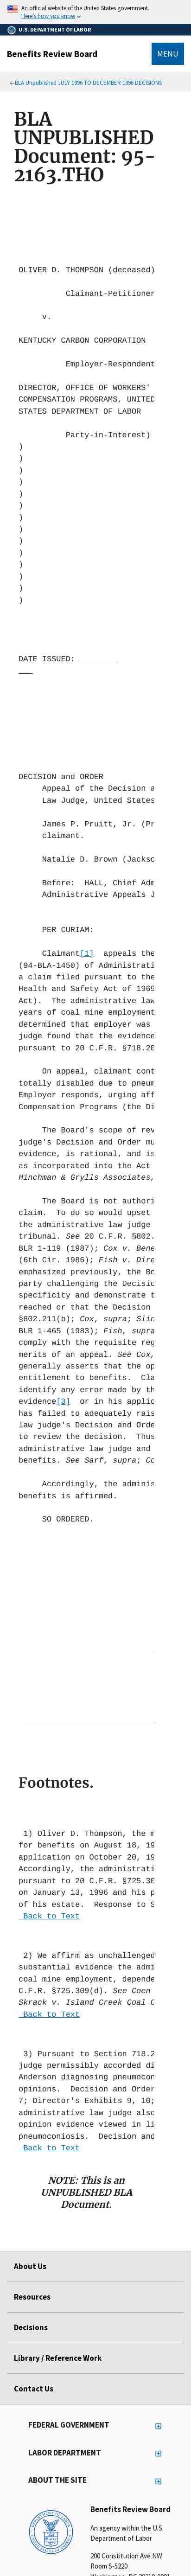 An official website of the United States government.
Here's how you know
U.S. DEPARTMENT OF LABOR
Benefits Review Board
MENU
BLA Unpublished JULY 1996 TO DECEMBER 1996 DECISIONS
BLA
UNPUBLISHED
Document: 95-
2163.THO
OLIVER D. THOMPSON (deceased)
Claimant-Petitioner
v.
KENTUCKY CARBON CORPORATION
Employer-Respondent
DIRECTOR, OFFICE OF WORKERS'
COMPENSATION PROGRAMS, UNITED
STATES DEPARTMENT OF LABOR
Party-in-Interest)
)
)
)
)
)
)
)
)
)
)
)
)
)
DATE ISSUED: ________
___
DECISION and ORDER
Appeal of the Decision a
Law Judge, United States
James P. Pruitt, Jr. (Pr
claimant.
Natalie D. Brown (Jackso
Before:  HALL, Chief Adm
Administrative Appeals J
PER CURIAM:
Claimant[1]  appeals the
(94-BLA-1450) of Administrati
a claim filed pursuant to the
Health and Safety Act of 1969
Act).  The administrative law
years of coal mine employment
determined that employer was
judge found that the evidence
pursuant to 20 C.F.R. §718.20
On appeal, claimant cont
totally disabled due to pneum
Employer responds, urging aff
Compensation Programs (the Di
The Board's scope of rev
judge's Decision and Order mu
evidence, is rational, and is
as incorporated into the Act
Hinchman & Grylls Associates,
The Board is not authori
claim.  To do so would upset
the administrative law judge
tribunal. See 20 C.F.R. §802.
BLR 1-119 (1987); Cox v. Bene
(6th Cir. 1986); Fish v. Dire
emphasized previously, the Bo
party challenging the Decisio
specificity and demonstrate t
reached or that the Decision
§802.211(b); Cox, supra; Slin
BLR 1-465 (1983); Fish, supra
comply with the requisite reg
merits of an appeal. See Cox,
generally asserts that the op
entitlement to benefits.  Cla
identify any error made by th
evidence[3]  or in his applic
has failed to adequately rais
law judge's Decision and Orde
to review the decision.  Thus
administrative law judge and
benefits. See Sarf, supra; Co
Accordingly, the adminis
benefits is affirmed.
SO ORDERED.
Footnotes.
1) Oliver D. Thompson, the m
for benefits on August 18, 19
application on October 20, 19
Accordingly, the administrati
pursuant to 20 C.F.R. §725.30
on January 13, 1996 and his p
of his estate.  Response to S
Back to Text
2) We affirm as unchallenged
substantial evidence the admi
coal mine employment, depende
C.F.R. §725.309(d). See Coen
Skrack v. Island Creek Coal C
Back to Text
3) Pursuant to Section 718.2
judge permissibly accorded di
Anderson diagnosing pneumocon
opinions.  Decision and Order
7; Director's Exhibits 9, 10;
administrative law judge also
opinion evidence viewed in li
pneumoconiosis.  Decision and
Back to Text
NOTE: This is an
UNPUBLISHED BLA
Document.
About Us
Resources
Decisions
Library / Reference Work
Contact Us
FEDERAL GOVERNMENT
LABOR DEPARTMENT
ABOUT THE SITE
Benefits Review Board
An agency within the U.S.
Department of Labor
200 Constitution Ave NW
Room S-5220